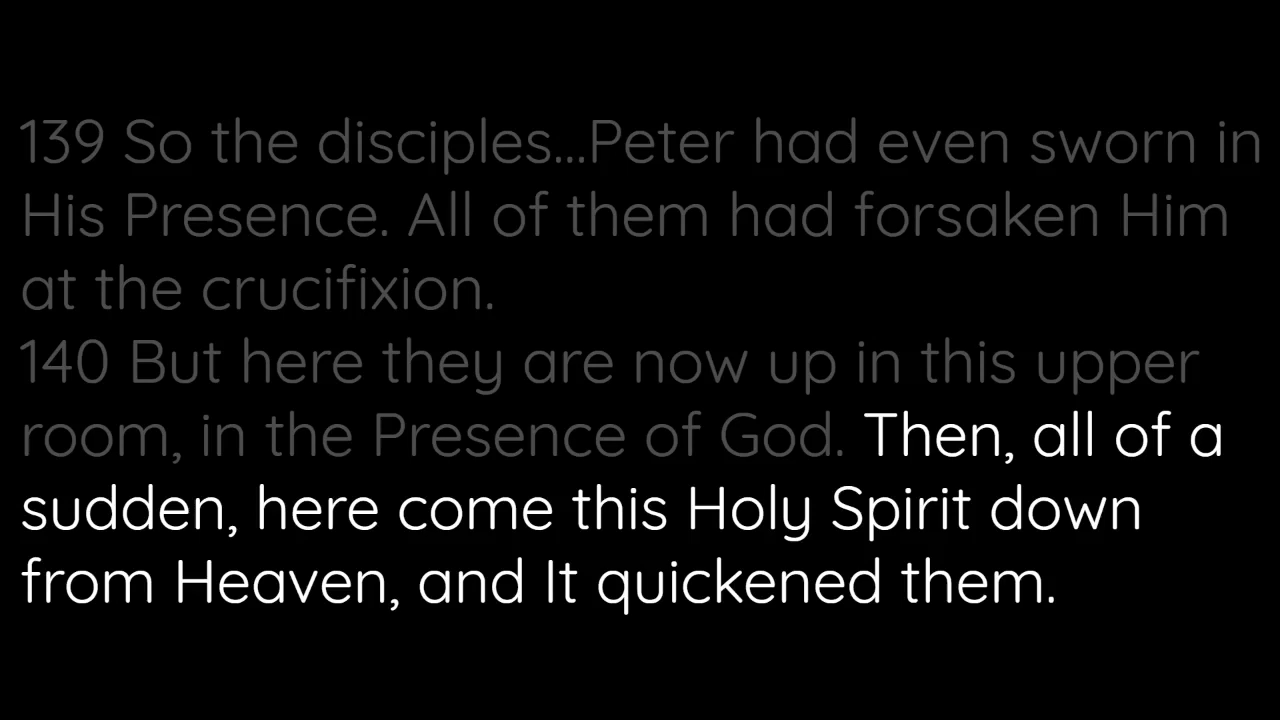 139 So the disciples...Peter had even sworn in
His Presence. All of them had forsaken Him
at the crucifixion.
140 But here they are now up in this upper
room, in the Presence of God. Then, all of a
sudden, here come this Holy Spirit down
from Heaven, and It quickened them.